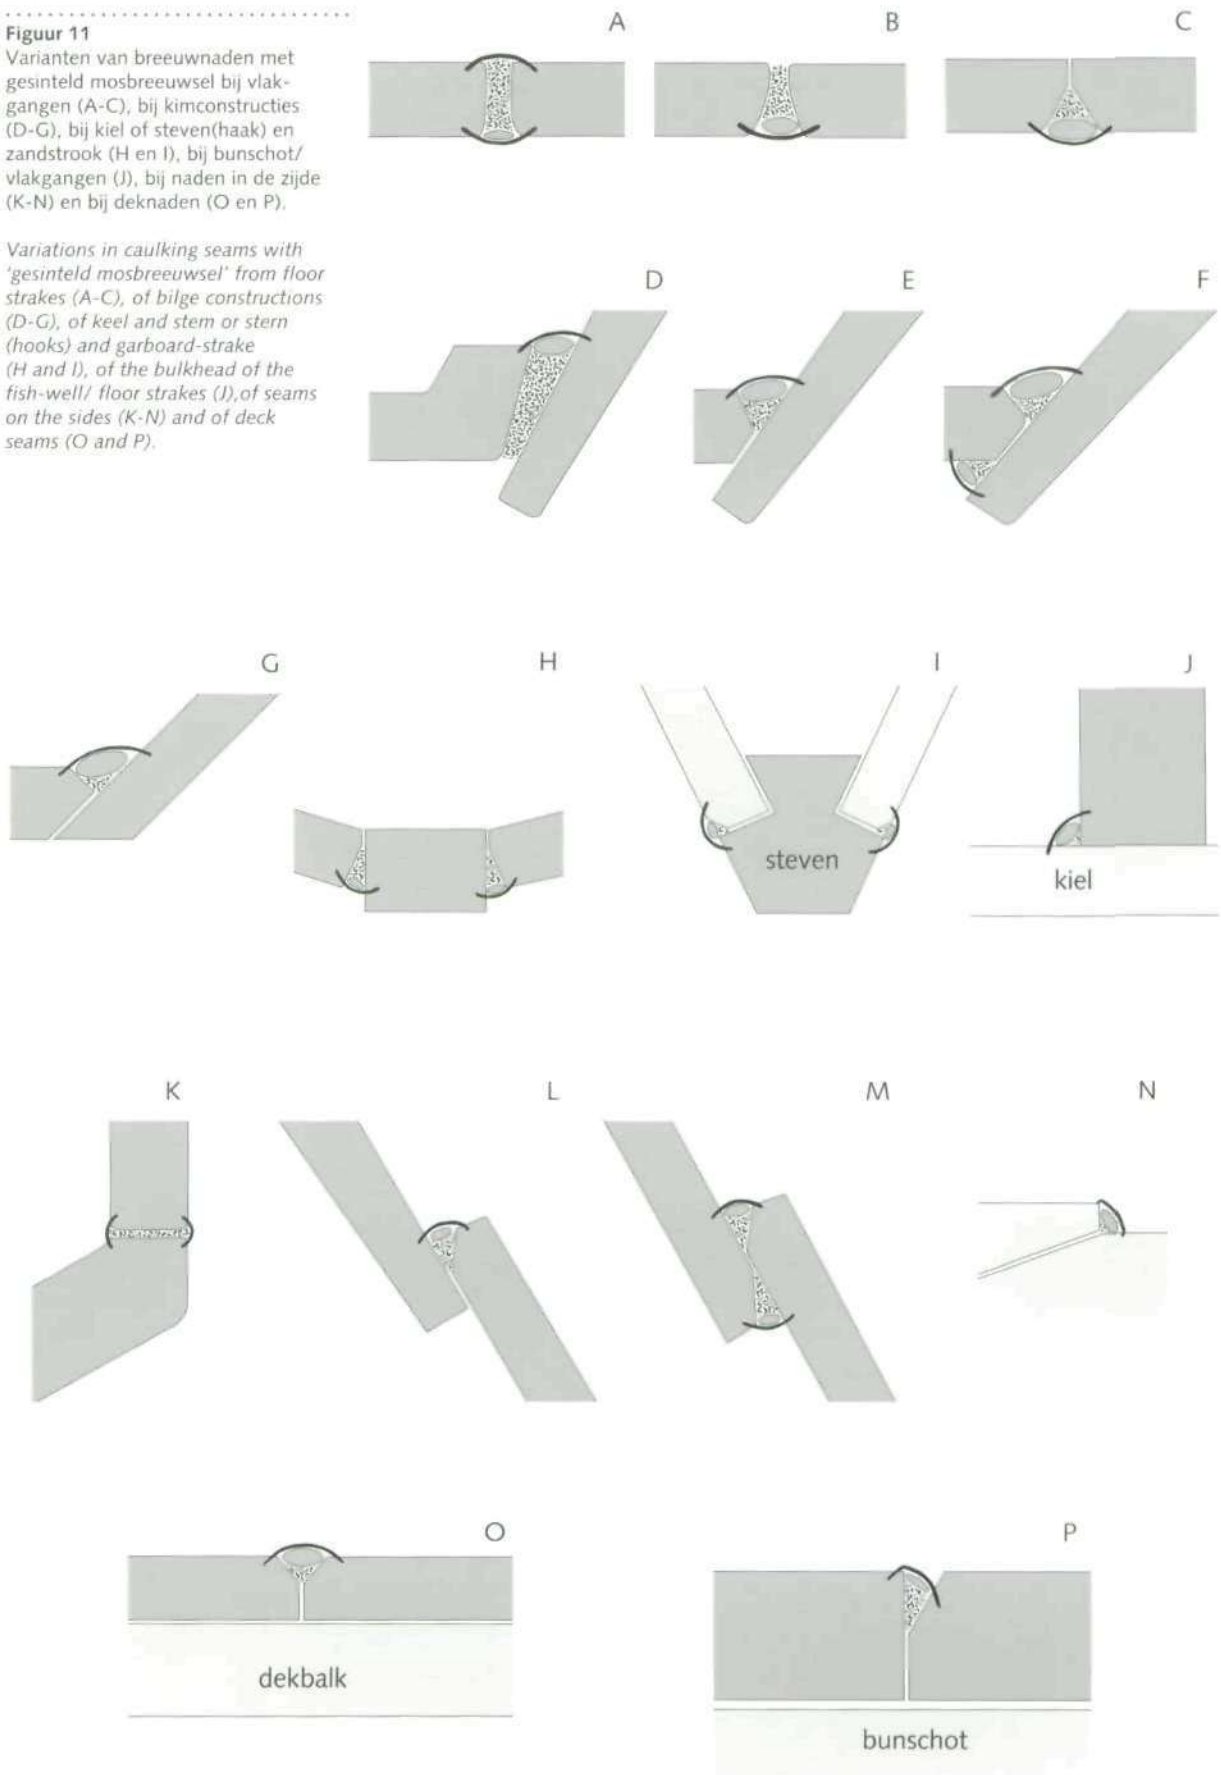 Figuur 11
Varianten van breeuwnaden met
gesinteld mosbreeuwsel bij vlak-
gangen (A-C), bij kimconstructies
(D-G), bij kiel of steven(haak) en
zandstrook (H en I), bij bunschot/
vlakgangen (J), bij naden in de zijde
(K-N) en bij deknaden (O en P).
Variations in caulking seams with
'gesinteld mosbreeuwsel' from floor
strakes (A-C), of bilge constructions
(D-G), of keel and stem or stern
(hooks) and garboard-strake
(H and I), of the bulkhead of the
fish-well/ floor strakes (J),of seams
on the sides (K-N) and of deck
seams (O and P).
A
B
C
D
E
F
G
H
I
J
steven
kiel
K
L
M
N
O
P
dekbalk
bunschot